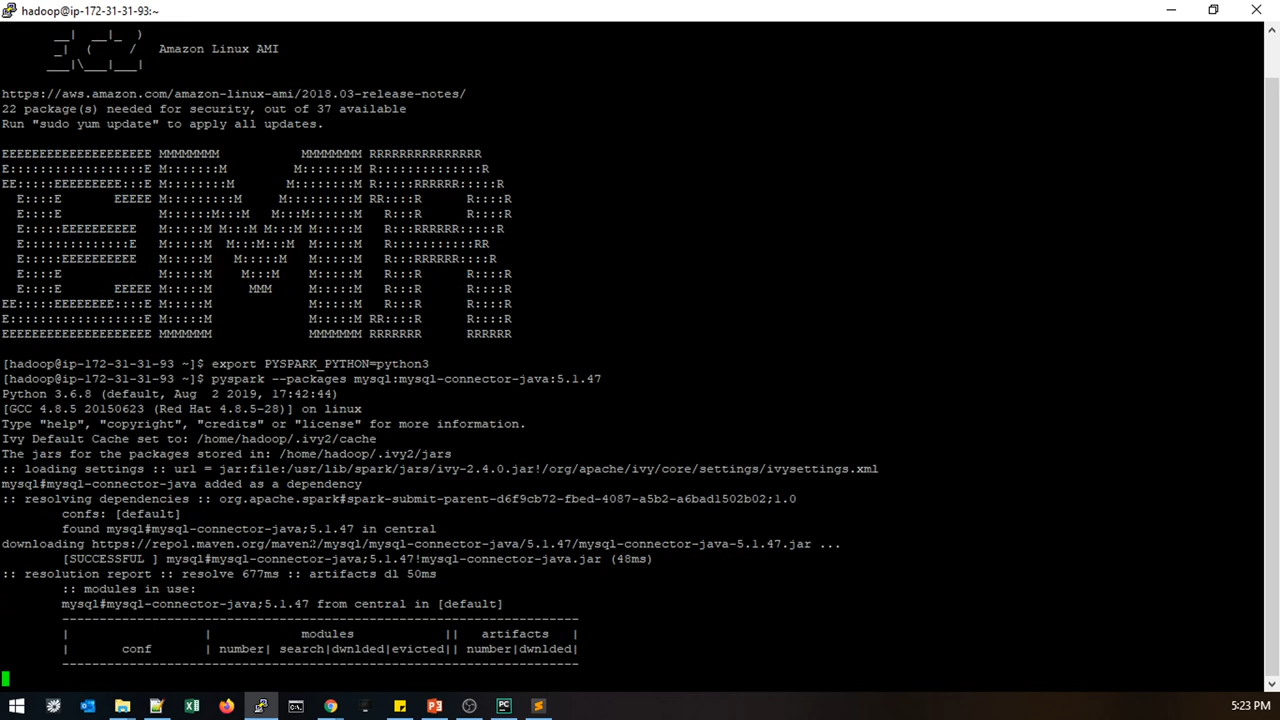 hadoop@ip-172-31-31-93:~
__|  __|_  )
_|  (     /   Amazon Linux AMI
___|\___|___|
https://aws.amazon.com/amazon-linux-ami/2018.03-release-notes/
22 package(s) needed for security, out of 37 available
Run "sudo yum update" to apply all updates.
EEEEEEEEEEEEEEEEEEEE MMMMMMMM           MMMMMMMM RRRRRRRRRRRRRRR
E::::::::::::::::::E M:::::::M         M:::::::M R::::::::::::::R
EE:::::EEEEEEEEE:::E M::::::::M       M::::::::M R:::::RRRRRR:::::R
E::::E       EEEEE M:::::::::M     M:::::::::M RR::::R      R::::R
E::::E             M::::::M:::M   M:::M::::::M   R:::R      R::::R
E:::::EEEEEEEEEE   M:::::M M:::M M:::M M:::::M   R:::RRRRRR:::::R
E::::::::::::::E   M:::::M  M:::M:::M  M:::::M   R:::::::::::RR
E:::::EEEEEEEEEE   M:::::M   M:::::M   M:::::M   R:::RRRRRR::::R
E::::E             M:::::M    M:::M    M:::::M   R:::R      R::::R
E::::E       EEEEE M:::::M     MMM     M:::::M   R:::R      R::::R
EE:::::EEEEEEEE::::E M:::::M             M:::::M   R:::R      R::::R
E::::::::::::::::::E M:::::M             M:::::M RR::::R      R::::R
EEEEEEEEEEEEEEEEEEEE MMMMMMM             MMMMMMM RRRRRRR      RRRRRR
[hadoop@ip-172-31-31-93 ~]$ export PYSPARK_PYTHON=python3
[hadoop@ip-172-31-31-93 ~]$ pyspark --packages mysql:mysql-connector-java:5.1.47
Python 3.6.8 (default, Aug  2 2019, 17:42:44)
[GCC 4.8.5 20150623 (Red Hat 4.8.5-28)] on linux
Type "help", "copyright", "credits" or "license" for more information.
Ivy Default Cache set to: /home/hadoop/.ivy2/cache
The jars for the packages stored in: /home/hadoop/.ivy2/jars
:: loading settings :: url = jar:file:/usr/lib/spark/jars/ivy-2.4.0.jar!/org/apache/ivy/core/settings/ivysettings.xml
mysql#mysql-connector-java added as a dependency
:: resolving dependencies :: org.apache.spark#spark-submit-parent-d6f9cb72-fbed-4087-a5b2-a6bad1502b02;1.0
confs: [default]
found mysql#mysql-connector-java;5.1.47 in central
downloading https://repo1.maven.org/maven2/mysql/mysql-connector-java/5.1.47/mysql-connector-java-5.1.47.jar ...
[SUCCESSFUL ] mysql#mysql-connector-java;5.1.47!mysql-connector-java.jar (48ms)
:: resolution report :: resolve 677ms :: artifacts dl 50ms
:: modules in use:
mysql#mysql-connector-java;5.1.47 from central in [default]
---------------------------------------------------------------------
|                  |            modules            ||   artifacts   |
|       conf       | number| search|dwnlded|evicted|| number|dwnlded|
---------------------------------------------------------------------
5:23 PM